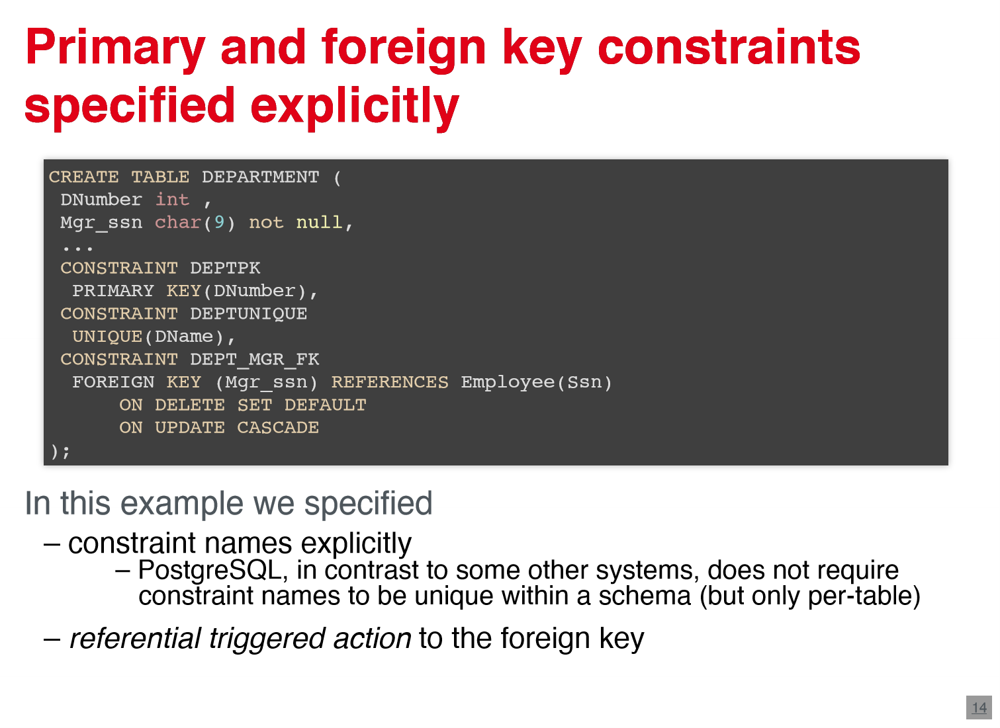 Primary and foreign key constraints
specified explicitly
CREATE TABLE DEPARTMENT (
 DNumber int ,
 Mgr_ssn char(9) not null,
 ...
 CONSTRAINT DEPTPK
  PRIMARY KEY(DNumber),
 CONSTRAINT DEPTUNIQUE
  UNIQUE(DName),
 CONSTRAINT DEPT_MGR_FK
  FOREIGN KEY (Mgr_ssn) REFERENCES Employee(Ssn)
      ON DELETE SET DEFAULT
      ON UPDATE CASCADE
);
In this example we specified
– constraint names explicitly
– PostgreSQL, in contrast to some other systems, does not require
constraint names to be unique within a schema (but only per-table)
– referential triggered action to the foreign key
14